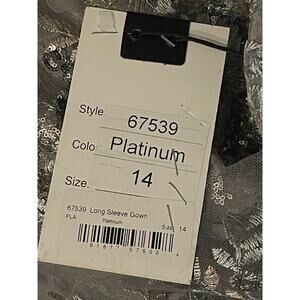 Style 67539
Colo Platinum
Size. 14
67539 Long Sleeve Gown
PLA Platinum Size 14